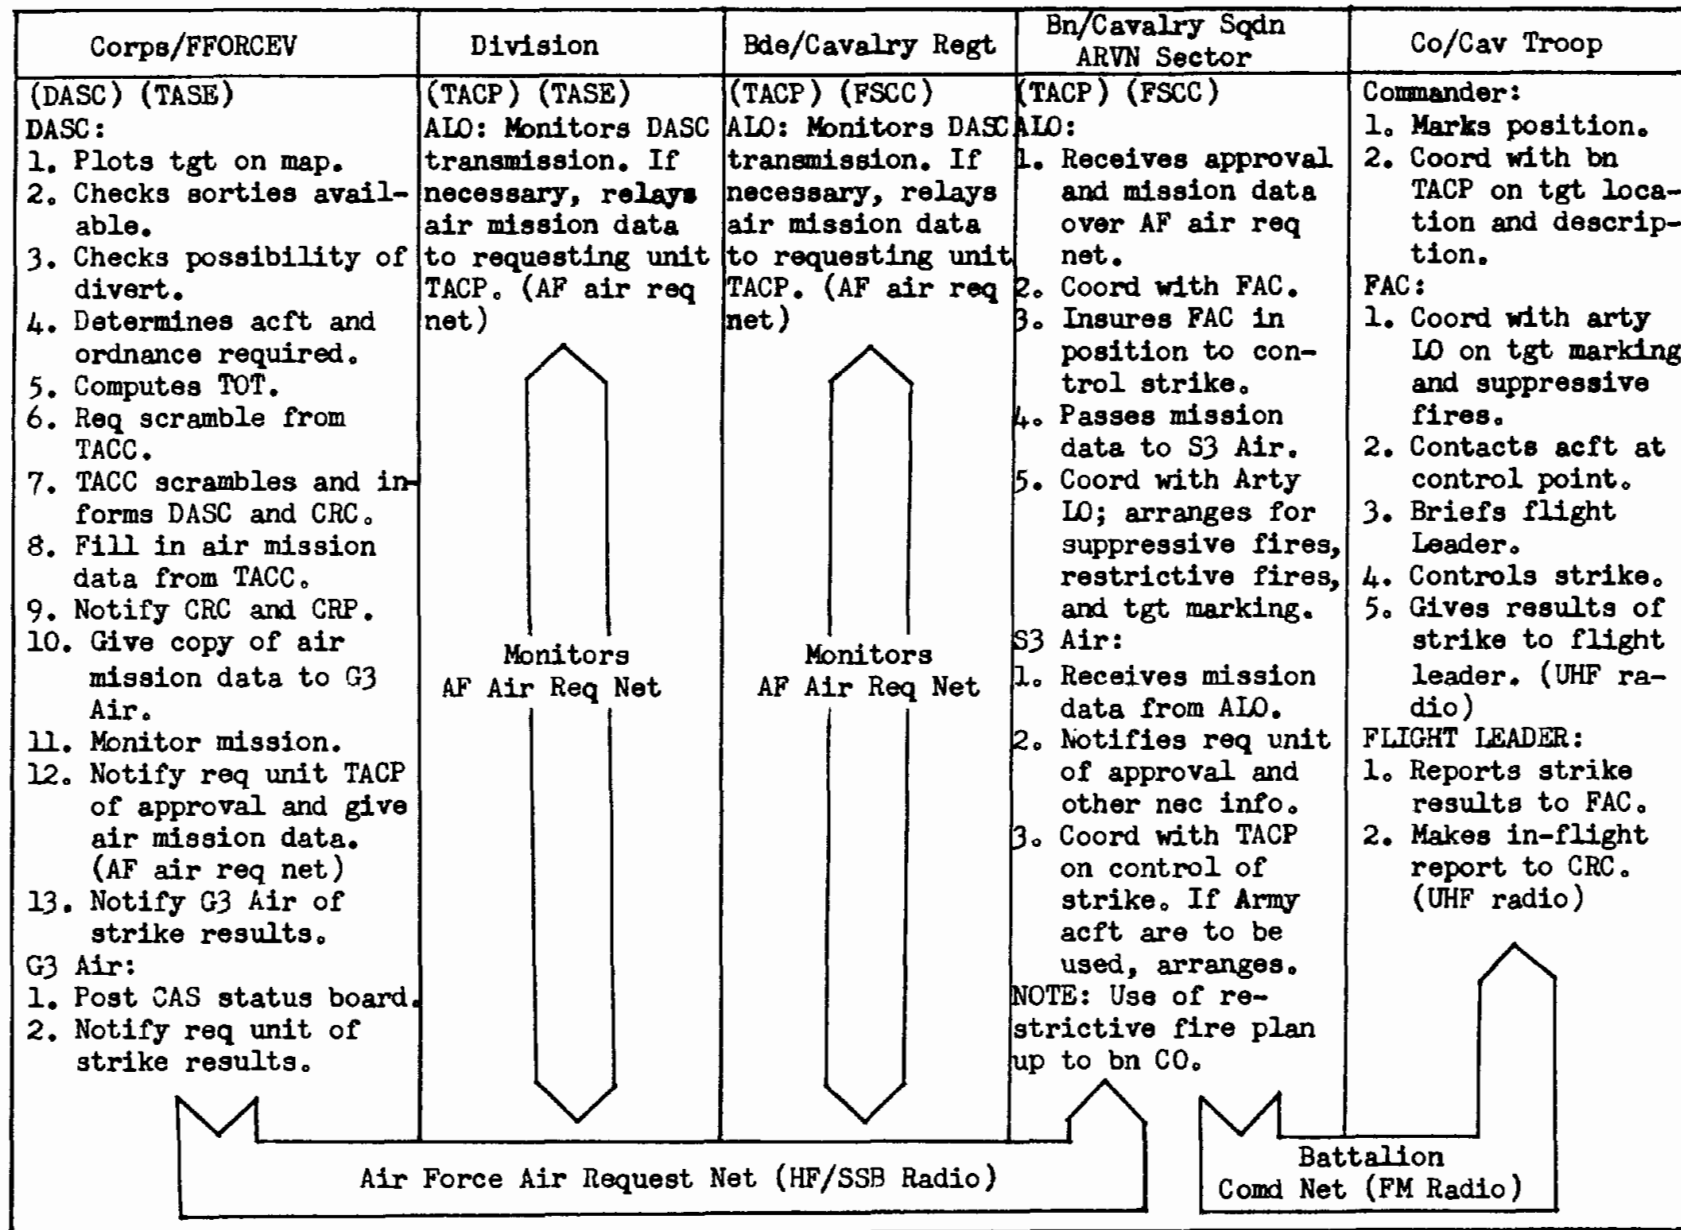 Corps/FFORCEV
Division
Bde/Cavalry Regt
Bn/Cavalry Sqdn
ARVN Sector
Co/Cav Troop
(DASC) (TASE)
DASC:
1. Plots tgt on map.
2. Checks sorties avail-
able.
3. Checks possibility of
divert.
4. Determines acft and
ordnance required.
5. Computes TOT.
6. Req scramble from
TACC.
7. TACC scrambles and in-
forms DASC and CRC.
8. Fill in air mission
data from TACC.
9. Notify CRC and CRP.
10. Give copy of air
mission data to G3
Air.
11. Monitor mission.
12. Notify req unit TACP
of approval and give
air mission data.
(AF air req net)
13. Notify G3 Air of
strike results.
G3 Air:
1. Post CAS status board.
2. Notify req unit of
strike results.
(TACP) (TASE)
ALO: Monitors DASC
transmission. If
necessary, relays
air mission data
to requesting unit
TACP. (AF air req
net)
Monitors
AF Air Req Net
(TACP) (FSCC)
ALO: Monitors DASC
transmission. If
necessary, relays
air mission data
to requesting unit
TACP. (AF air req
net)
Monitors
AF Air Req Net
(TACP) (FSCC)
ALO:
1. Receives approval
and mission data
over AF air req
net.
2. Coord with FAC.
3. Insures FAC in
position to con-
trol strike.
4. Passes mission
data to S3 Air.
5. Coord with Arty
LO; arranges for
suppressive fires,
restrictive fires,
and tgt marking.
S3 Air:
1. Receives mission
data from ALO.
2. Notifies req unit
of approval and
other nec info.
3. Coord with TACP
on control of
strike. If Army
acft are to be
used, arranges.
NOTE: Use of re-
strictive fire plan
up to bn CO.
Commander:
1. Marks position.
2. Coord with bn
TACP on tgt loca-
tion and descrip-
tion.
FAC:
1. Coord with arty
LO on tgt marking
and suppressive
fires.
2. Contacts acft at
control point.
3. Briefs flight
Leader.
4. Controls strike.
5. Gives results of
strike to flight
leader. (UHF ra-
dio)
FLIGHT LEADER:
1. Reports strike
results to FAC.
2. Makes in-flight
report to CRC.
(UHF radio)
Air Force Air Request Net (HF/SSB Radio)
Battalion
Comd Net (FM Radio)